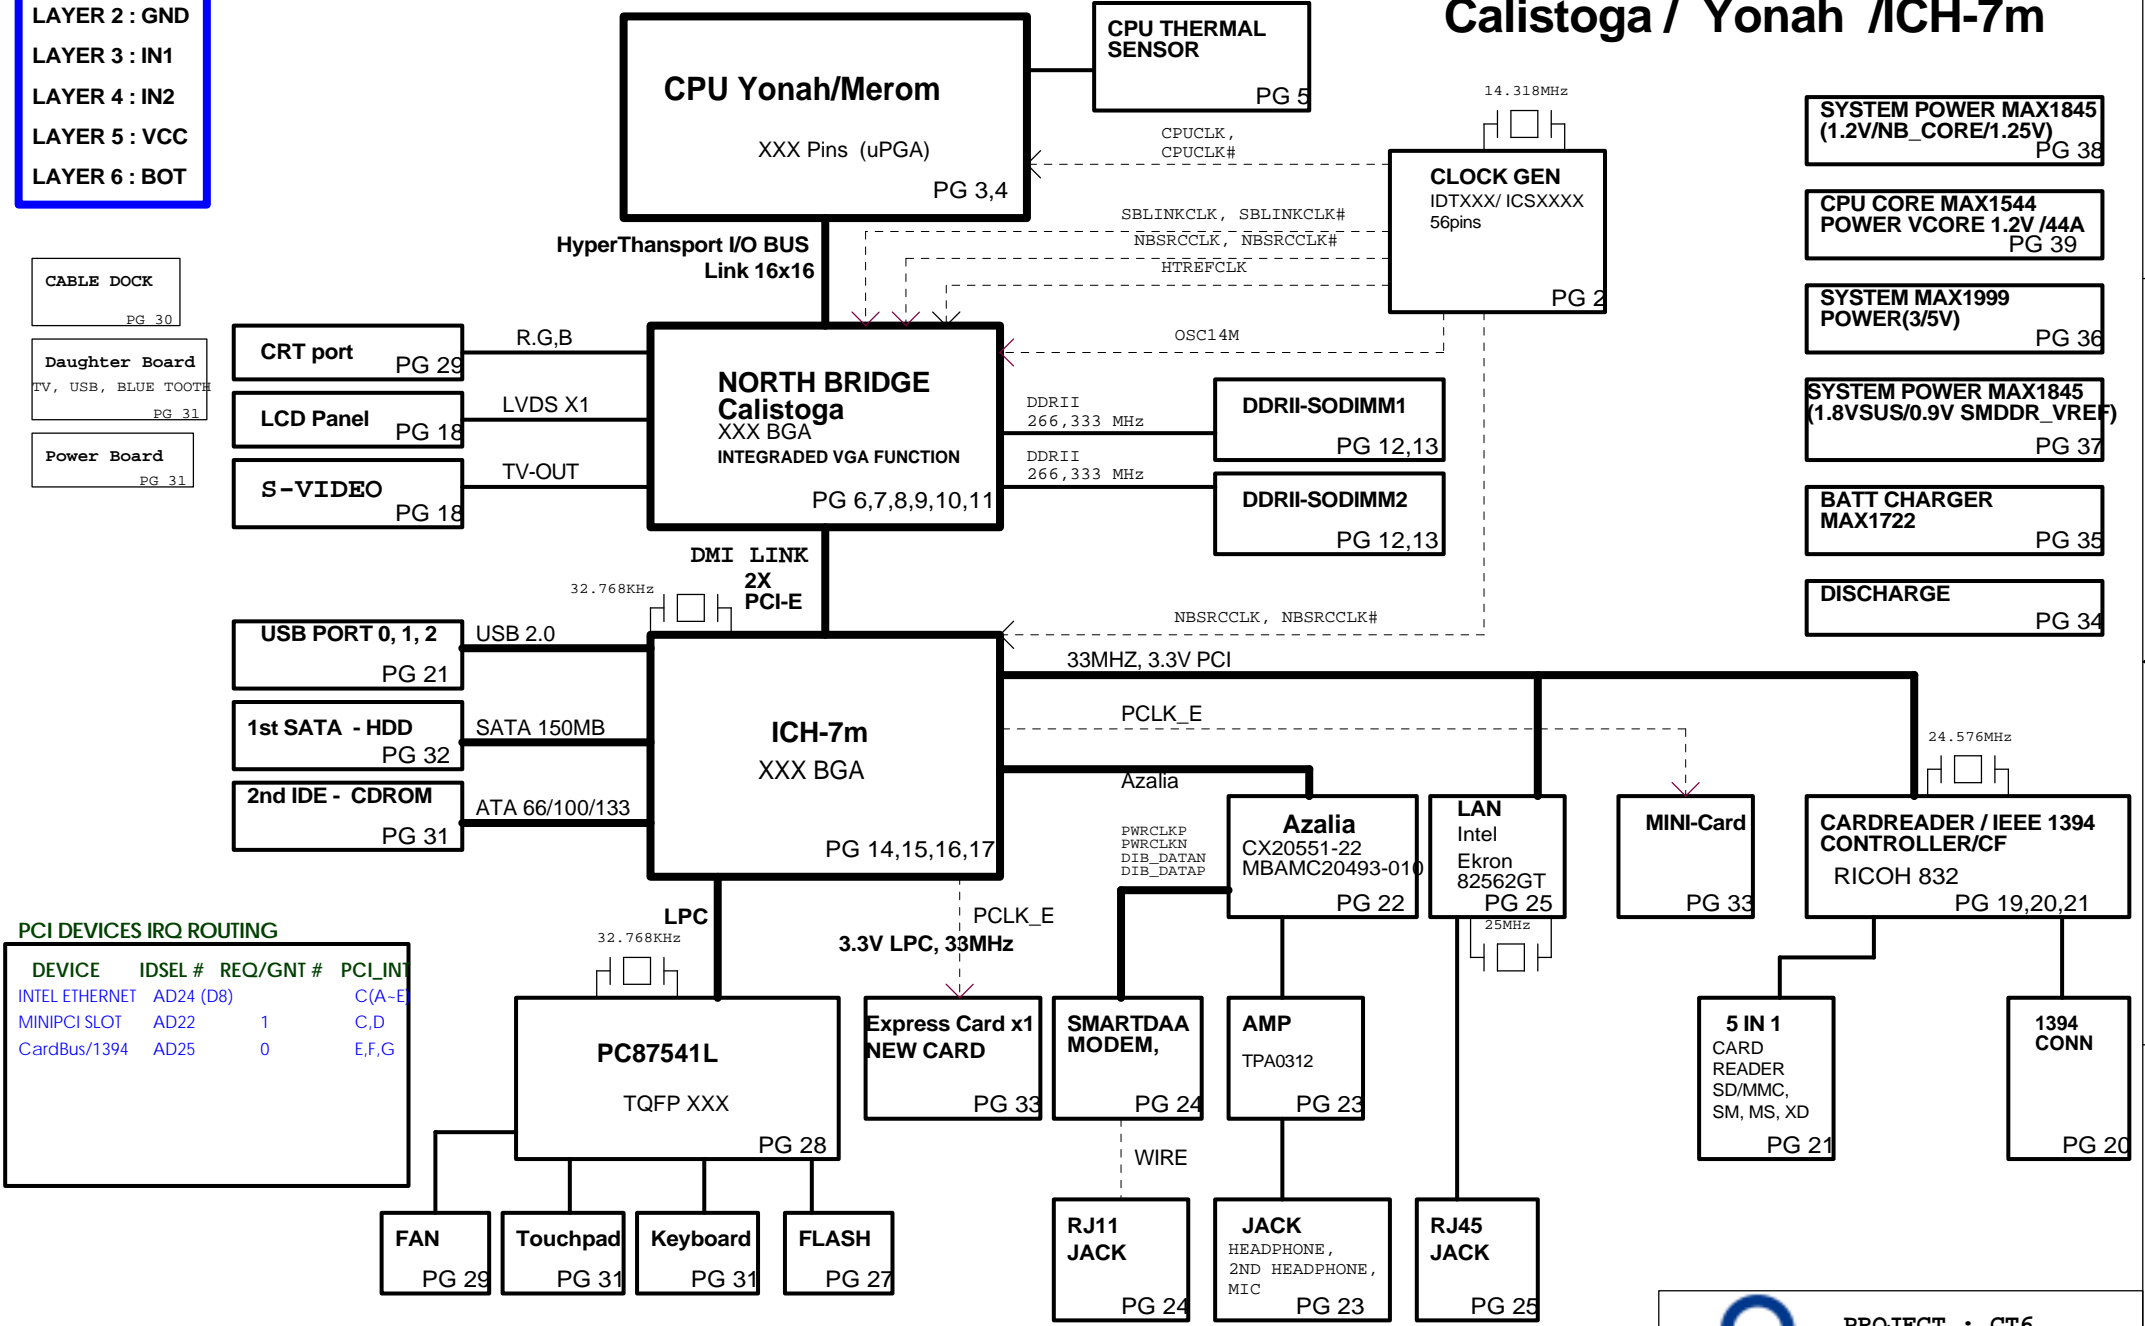 LAYER 2 : GND
LAYER 3 : IN1
LAYER 4 : IN2
LAYER 5 : VCC
LAYER 6 : BOT
Calistoga / Yonah /ICH-7m
CPU Yonah/Merom
XXX Pins (uPGA)
PG 3,4
CPU THERMAL
SENSOR
PG 5
14.318MHz
CPUCLK,
CPUCLK#
CLOCK GEN
IDTXXX/ ICSXXXX
56pins
PG 2
SBLINKCLK, SBLINKCLK#
NBSRCCLK, NBSRCCLK#
HTREFCLK
OSC14M
HyperThansport I/O BUS
Link 16x16
SYSTEM POWER MAX1845
(1.2V/NB_CORE/1.25V)
PG 38
CPU CORE MAX1544
POWER VCORE 1.2V /44A
PG 39
SYSTEM MAX1999
POWER(3/5V)
PG 36
SYSTEM POWER MAX1845
(1.8VSUS/0.9V SMDDR_VREF)
PG 37
BATT CHARGER
MAX1722
PG 35
DISCHARGE
PG 34
CABLE DOCK
PG 30
Daughter Board
TV, USB, BLUE TOOTH
PG 31
Power Board
PG 31
CRT port
PG 29
R.G,B
LCD Panel
PG 18
LVDS X1
S-VIDEO
PG 18
TV-OUT
NORTH BRIDGE
Calistoga
XXX BGA
INTEGRADED VGA FUNCTION
PG 6,7,8,9,10,11
DDRII
266,333 MHz
DDRII-SODIMM1
PG 12,13
DDRII
266,333 MHz
DDRII-SODIMM2
PG 12,13
DMI LINK
2X
PCI-E
32.768KHz
NBSRCCLK, NBSRCCLK#
USB PORT 0, 1, 2
PG 21
USB 2.0
1st SATA - HDD
PG 32
SATA 150MB
2nd IDE - CDROM
PG 31
ATA 66/100/133
ICH-7m
XXX BGA
PG 14,15,16,17
33MHZ, 3.3V PCI
PCLK_E
Azalia
24.576MHz
PWRCLKP
PWRCLKN
DIB_DATAN
DIB_DATAP
Azalia
CX20551-22
MBAMC20493-010
PG 22
LAN
Intel
Ekron
82562GT
PG 25
25MHz
MINI-Card
PG 33
CARDREADER / IEEE 1394
CONTROLLER/CF
RICOH 832
PG 19,20,21
LPC
32.768KHz
PCLK_E
3.3V LPC, 33MHz
PCI DEVICES IRQ ROUTING
DEVICE IDSEL # REQ/GNT # PCI_INT
INTEL ETHERNET AD24 (D8) C(A~E)
MINIPCI SLOT AD22 1 C,D
CardBus/1394 AD25 0 E,F,G
PC87541L
TQFP XXX
PG 28
Express Card x1
NEW CARD
PG 33
SMARTDAA
MODEM,
PG 24
AMP
TPA0312
PG 23
5 IN 1
CARD
READER
SD/MMC,
SM, MS, XD
PG 21
1394
CONN
PG 20
WIRE
FAN
PG 29
Touchpad
PG 31
Keyboard
PG 31
FLASH
PG 27
RJ11
JACK
PG 24
JACK
HEADPHONE,
2ND HEADPHONE,
MIC
PG 23
RJ45
JACK
PG 25
PROJECT : CT6